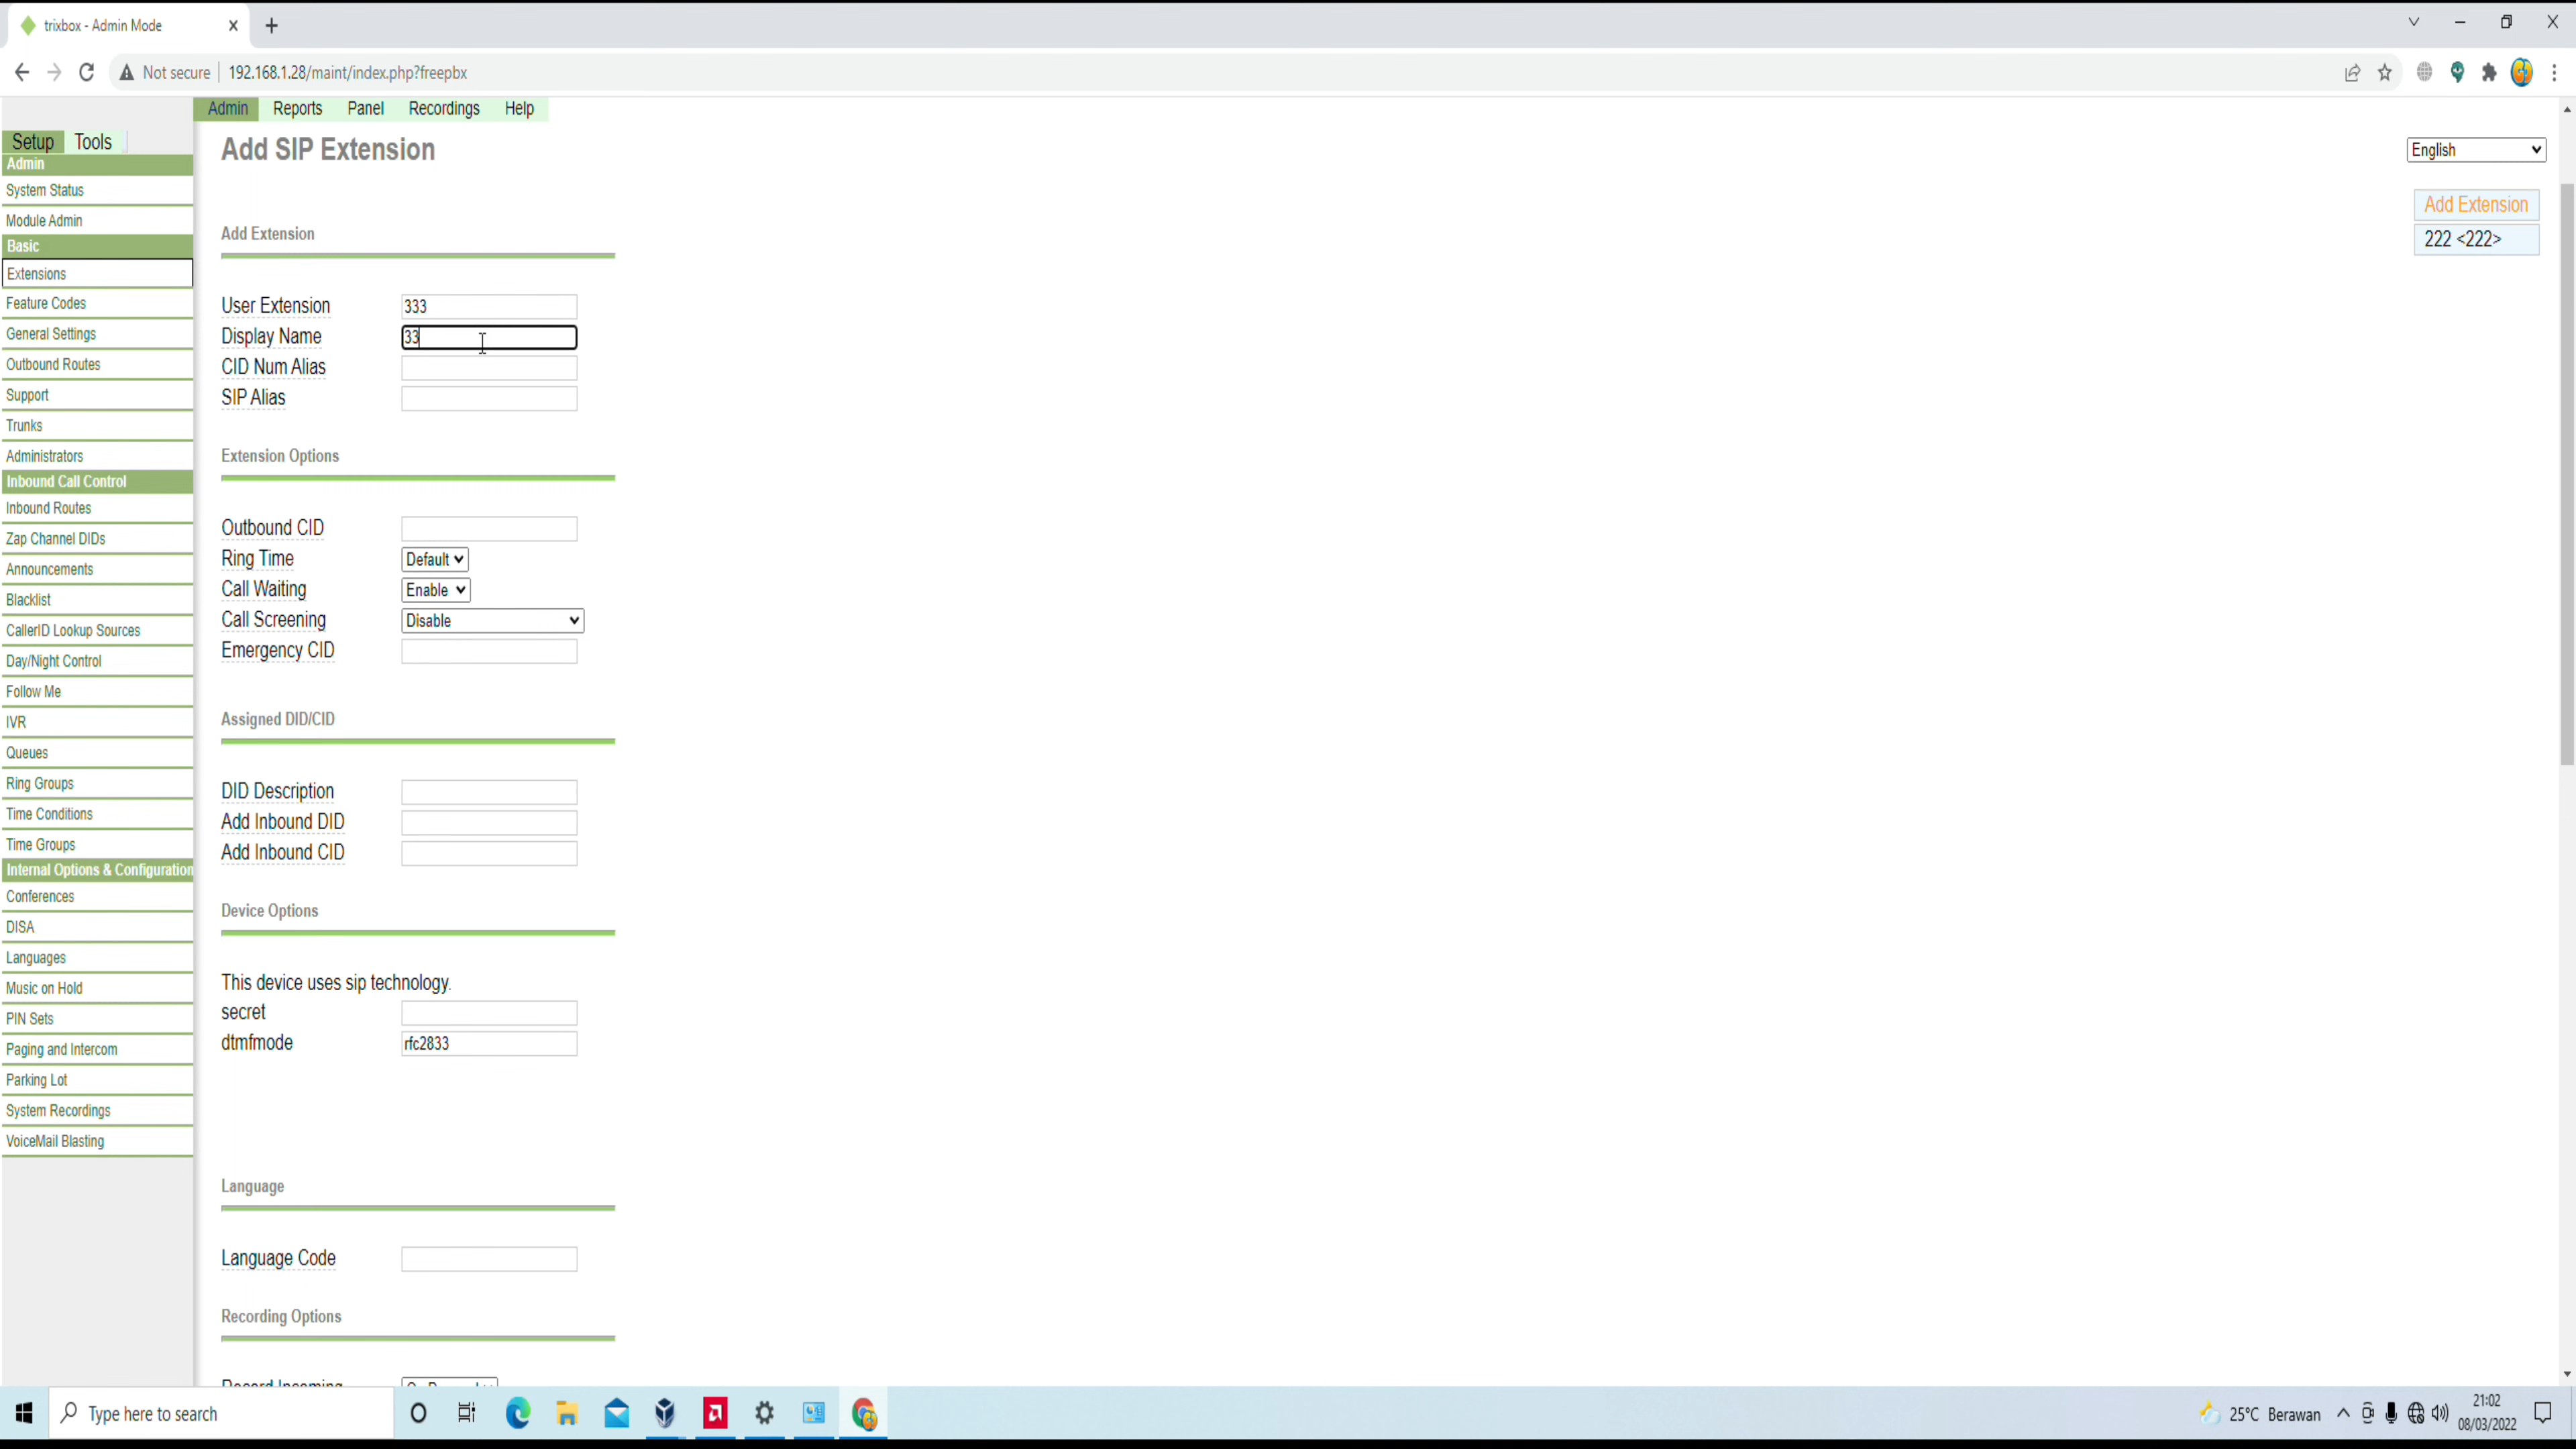 trixbox - Admin Mode
Not secure 192.168.1.28/maint/index.php?freepbx
Admin Reports Panel Recordings Help
Setup Tools
Admin
System Status
Module Admin
Basic
Extensions
Feature Codes
General Settings
Outbound Routes
Support
Trunks
Administrators
Inbound Call Control
Inbound Routes
Zap Channel DIDs
Announcements
Blacklist
CallerID Lookup Sources
Day/Night Control
Follow Me
IVR
Queues
Ring Groups
Time Conditions
Time Groups
Internal Options & Configuration
Conferences
DISA
Languages
Music on Hold
PIN Sets
Paging and Intercom
Parking Lot
System Recordings
VoiceMail Blasting
Add SIP Extension
Add Extension
User Extension 333
Display Name 33
CID Num Alias
SIP Alias
Extension Options
Outbound CID
Ring Time Default
Call Waiting Enable
Call Screening Disable
Emergency CID
Assigned DID/CID
DID Description
Add Inbound DID
Add Inbound CID
Device Options
This device uses sip technology.
secret
dtmfmode rfc2833
Language
Language Code
Recording Options
Record Incoming
English
Add Extension
222 <222>
Type here to search
25°C Berawan
21:02
08/03/2022